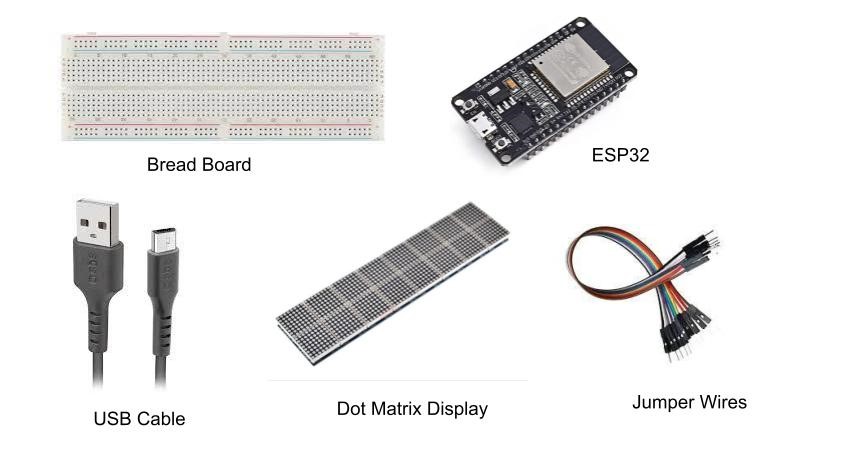 Bread Board
ESP32
USB Cable
Dot Matrix Display
Jumper Wires